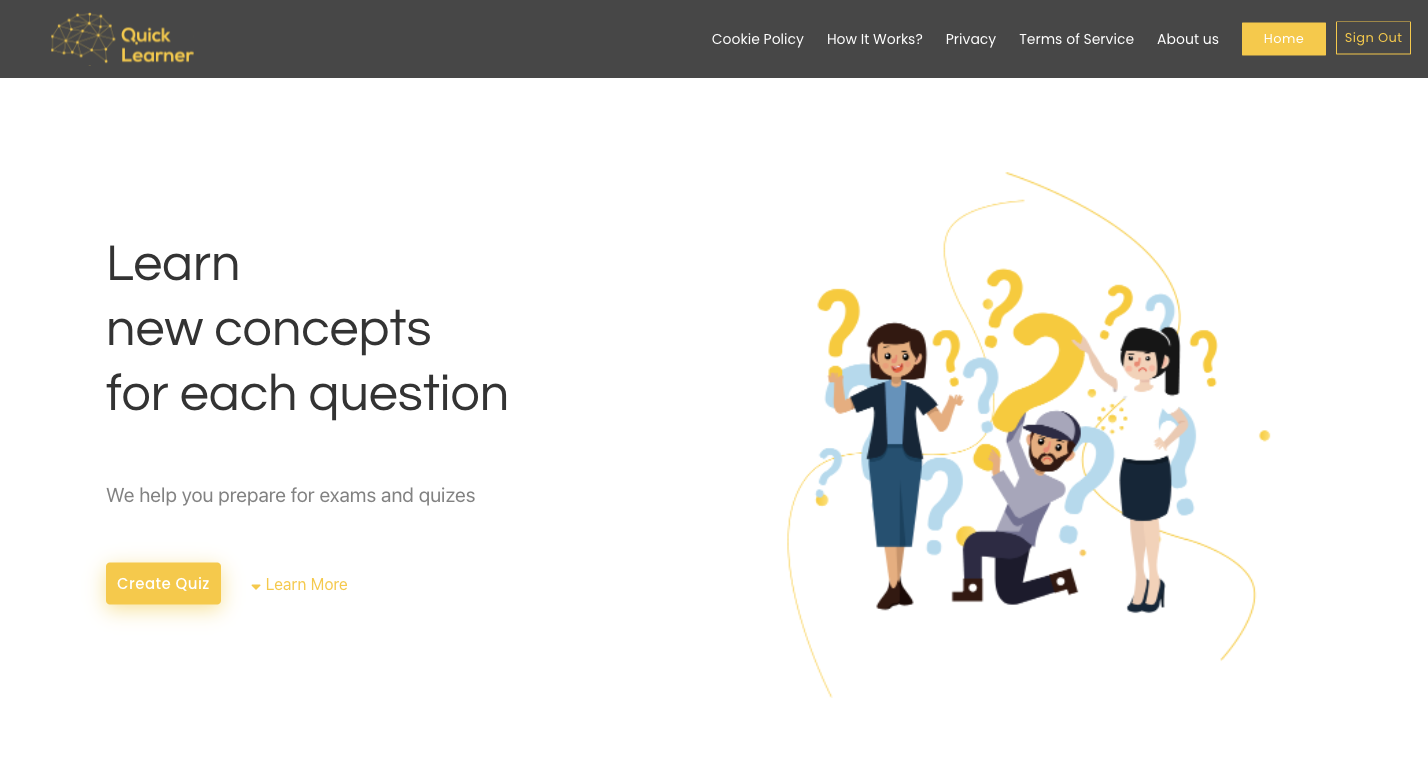 Quick
Learner
Cookie Policy How It Works? Privacy Terms of Service About us Home Sign Out
Learn
new concepts
for each question
We help you prepare for exams and quizes
Create Quiz Learn More